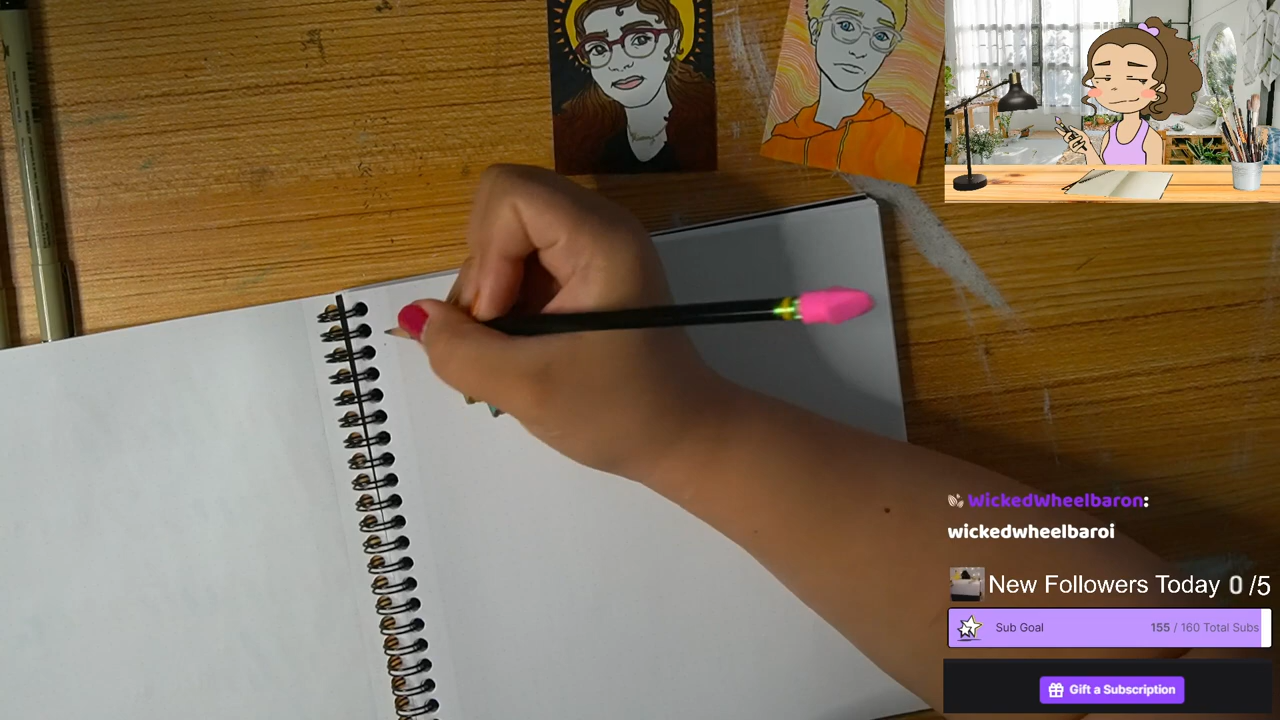 WickedWheelbaron:
wickedwheelbaroi
New Followers Today 0 /5
Sub Goal 155 / 160 Total Subs
Gift a Subscription